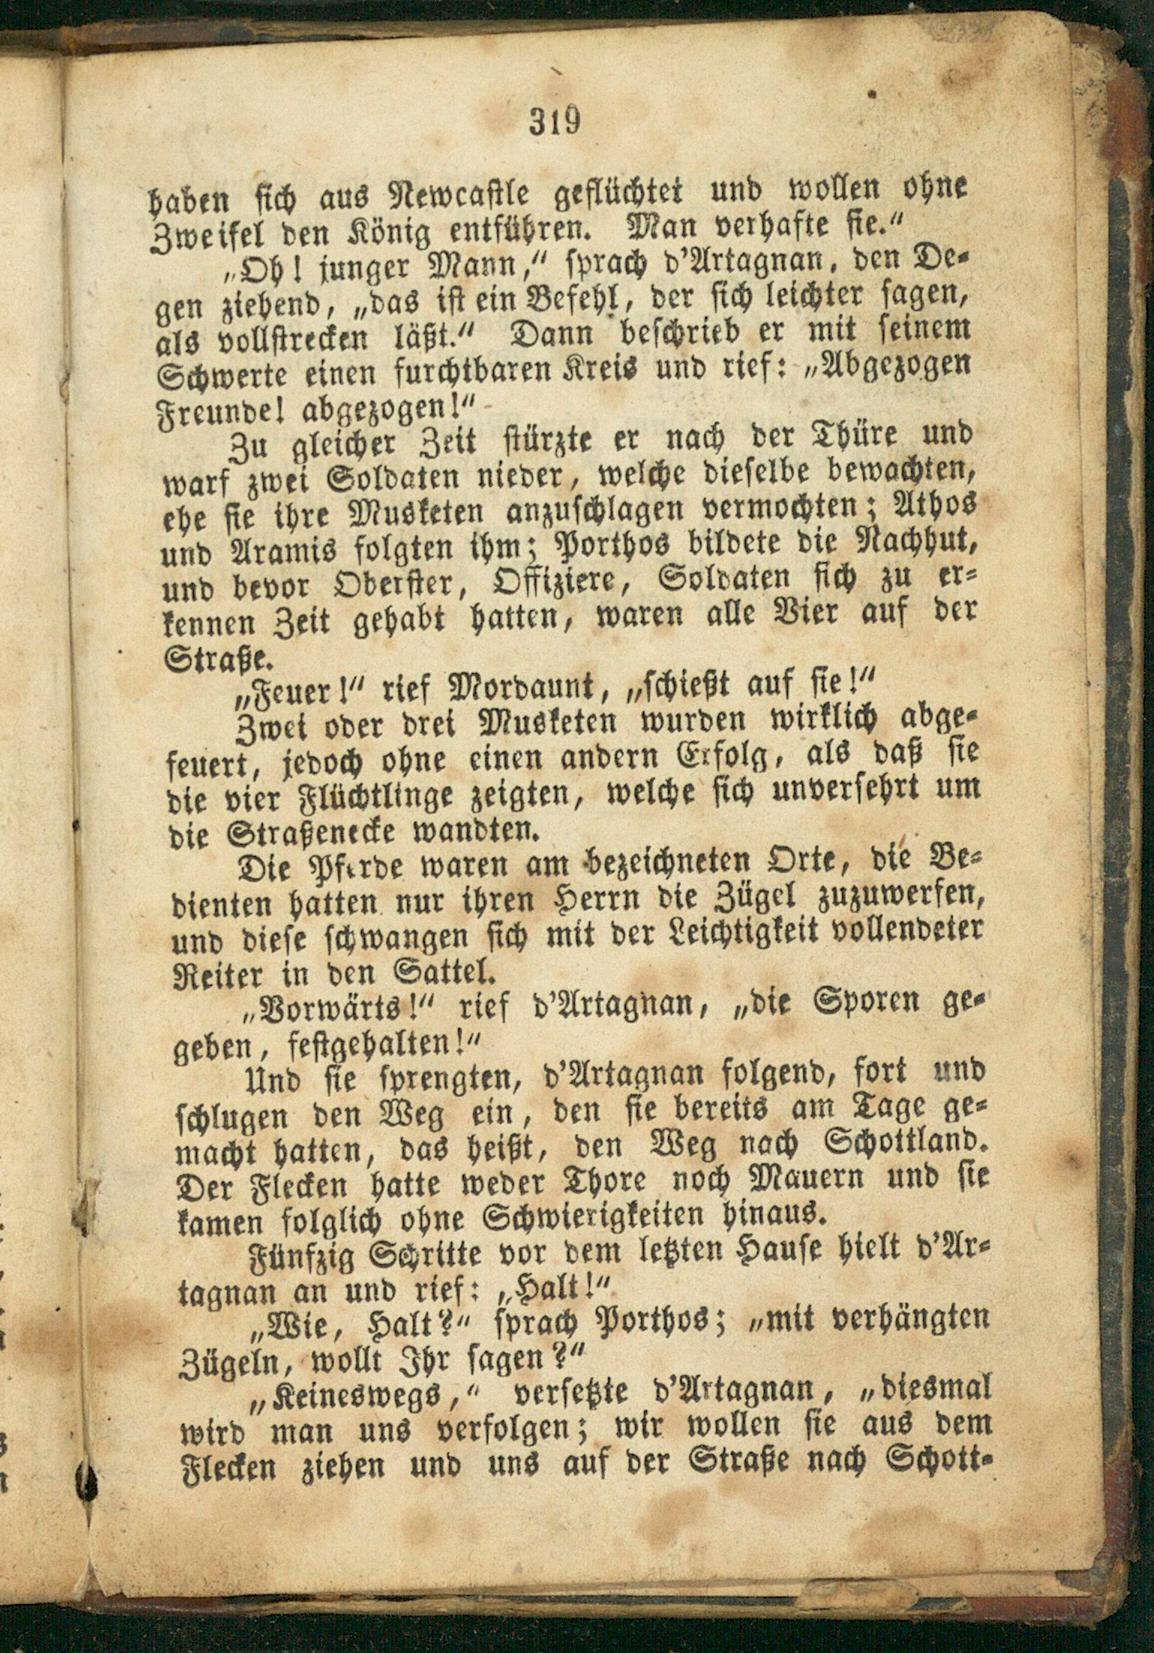 319
haben sich aus Newcastle geflüchtet und wollen ohne
Zweifel den König entführen. Man verhafte sie.“
„Oh! junger Mann,“ sprach d'Artagnan, den De-
gen ziehend, „das ist ein Befehl, der sich leichter sagen,
als vollstrecken läßt.“ Dann beschrieb er mit seinem
Schwerte einen furchtbaren Kreis und rief: „Abgezogen
Freunde! abgezogen!“
Zu gleicher Zeit stürzte er nach der Thüre und
warf zwei Soldaten nieder, welche dieselbe bewachten,
ehe sie ihre Musketen anzuschlagen vermochten; Athos
und Aramis folgten ihm; Porthos bildete die Nachhut,
und bevor Oberster, Offiziere, Soldaten sich zu er-
kennen Zeit gehabt hatten, waren alle Vier auf der
Straße.
„Feuer!“ rief Mordaunt, „schießt auf sie!“
Zwei oder drei Musketen wurden wirklich abge-
feuert, jedoch ohne einen andern Erfolg, als daß sie
die vier Flüchtlinge zeigten, welche sich unversehrt um
die Straßenecke wandten.
Die Pferde waren am bezeichneten Orte, die Be-
dienten hatten nur ihren Herrn die Zügel zuzuwerfen,
und diese schwangen sich mit der Leichtigkeit vollendeter
Reiter in den Sattel.
„Vorwärts!“ rief d'Artagnan, „die Sporen ge-
geben, festgehalten!“
Und sie sprengten, d'Artagnan folgend, fort und
schlugen den Weg ein, den sie bereits am Tage ge-
macht hatten, das heißt, den Weg nach Schottland.
Der Flecken hatte weder Thore noch Mauern und sie
kamen folglich ohne Schwierigkeiten hinaus.
Fünfzig Schritte vor dem letzten Hause hielt d'Ar-
tagnan an und rief: „Halt!“
„Wie, Halt?“ sprach Porthos; „mit verhängten
Zügeln, wollt Ihr sagen?“
„Keineswegs,“ versetzte d'Artagnan, „diesmal
wird man uns verfolgen; wir wollen sie aus dem
Flecken ziehen und uns auf der Straße nach Schott-